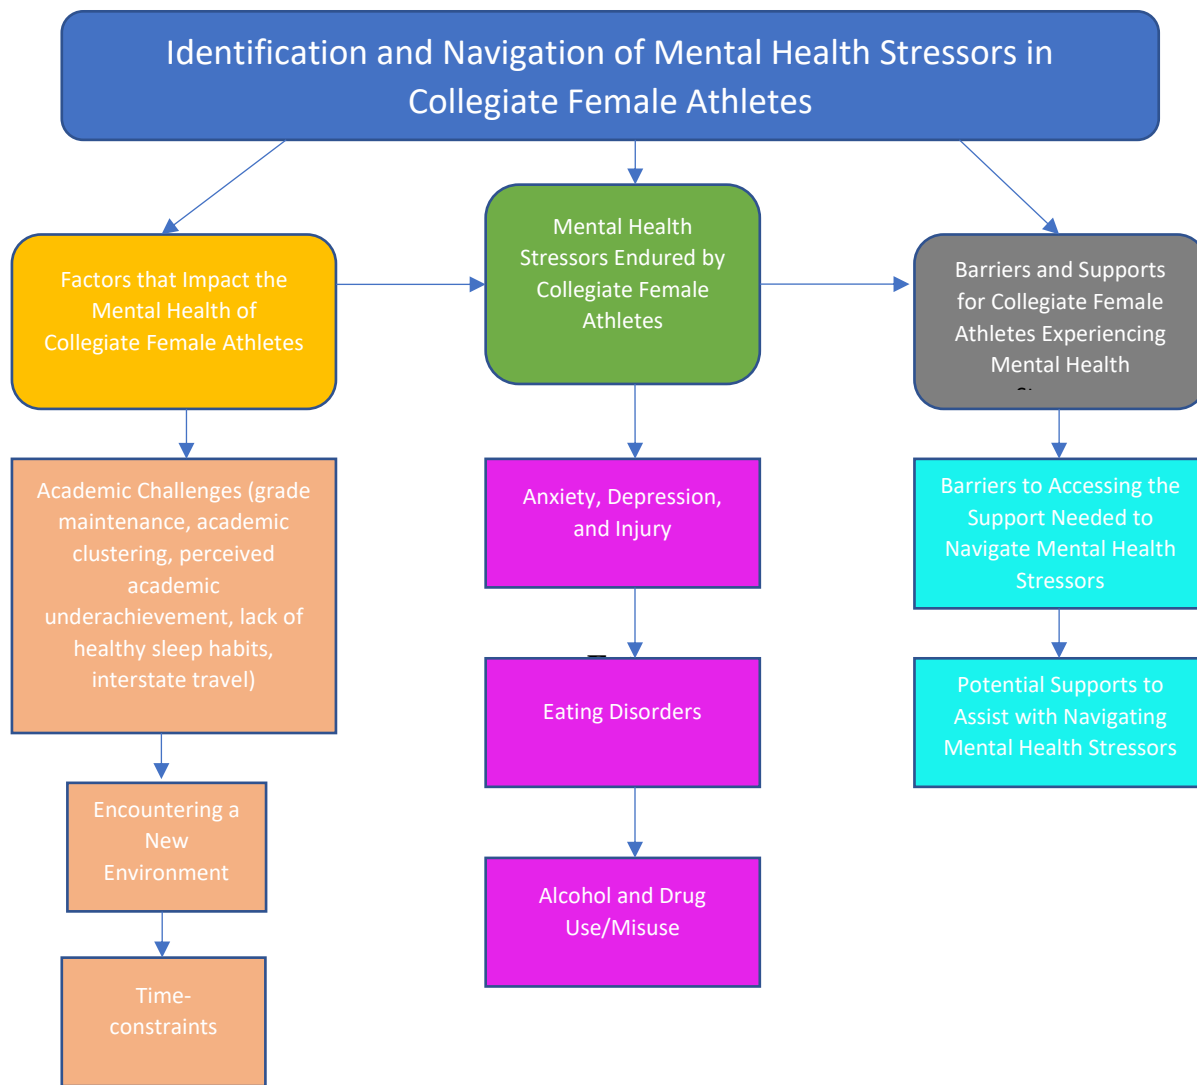 Identification and Navigation of Mental Health Stressors in
Collegiate Female Athletes
Factors that Impact the
Mental Health of
Collegiate Female Athletes
Mental Health
Stressors Endured by
Collegiate Female
Athletes
Barriers and Supports
for Collegiate Female
Athletes Experiencing
Mental Health
Academic Challenges (grade
maintenance, academic
clustering, perceived
academic
underachievement, lack of
healthy sleep habits,
interstate travel)
Encountering a
New
Environment
Time-
constraints
Anxiety, Depression,
and Injury
Eating Disorders
Alcohol and Drug
Use/Misuse
Barriers to Accessing the
Support Needed to
Navigate Mental Health
Stressors
Potential Supports to
Assist with Navigating
Mental Health Stressors